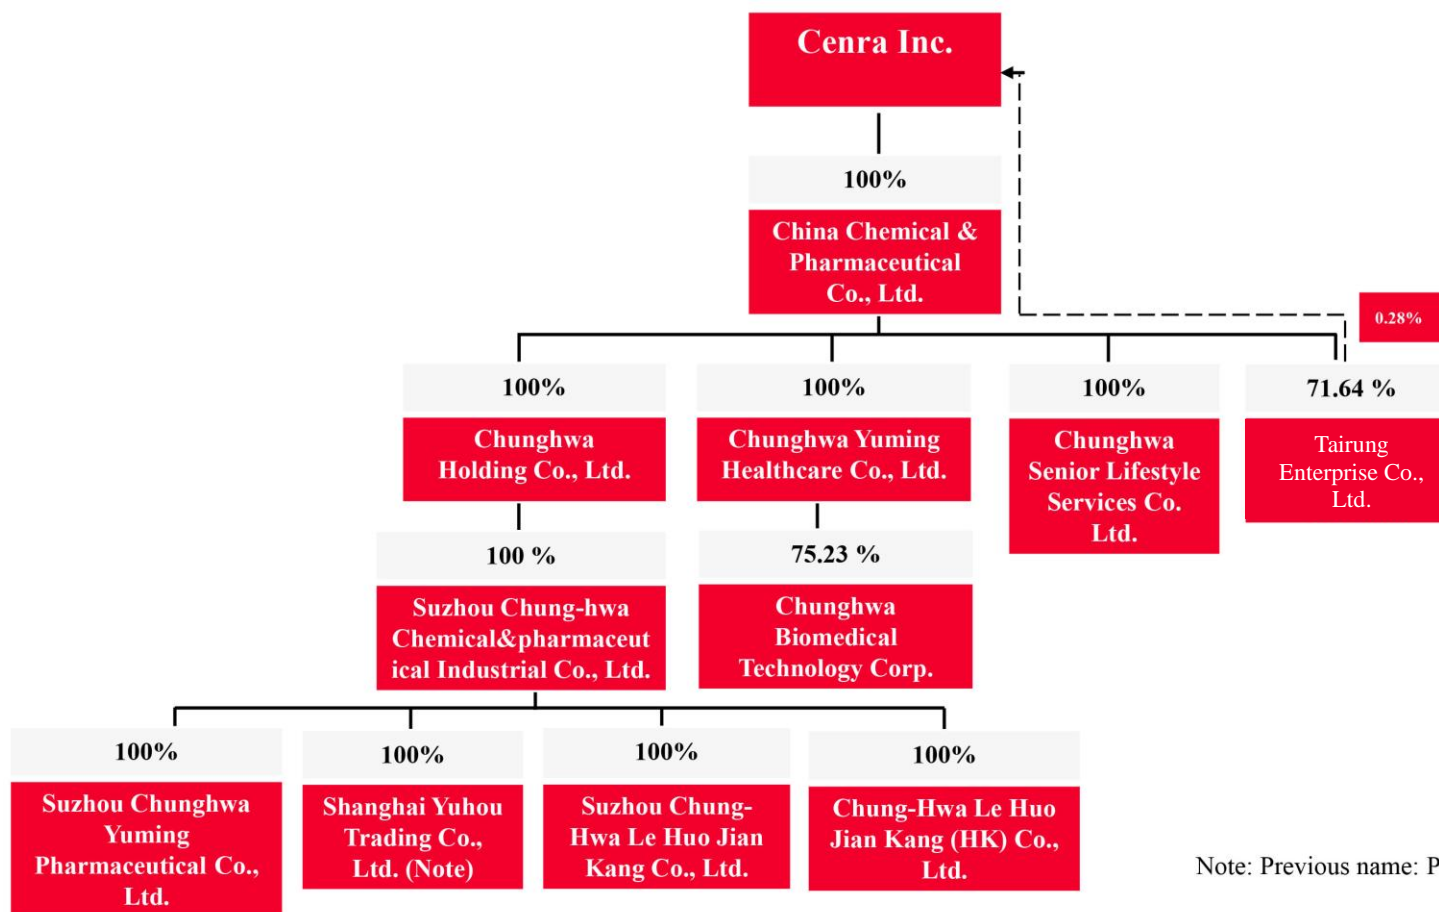 Cenra Inc.
100%
China Chemical &
Pharmaceutical
Co., Ltd.
0.28%
100%
Chunghwa
Holding Co., Ltd.
100%
Chunghwa Yuming
Healthcare Co., Ltd.
100%
Chunghwa
Senior Lifestyle
Services Co.
Ltd.
71.64 %
Tairung
Enterprise Co.,
Ltd.
100 %
Suzhou Chung-hwa
Chemical&pharmaceut
ical Industrial Co., Ltd.
75.23 %
Chunghwa
Biomedical
Technology Corp.
100%
Suzhou Chunghwa
Yuming
Pharmaceutical Co.,
Ltd.
100%
Shanghai Yuhou
Trading Co.,
Ltd. (Note)
100%
Suzhou Chung-
Hwa Le Huo Jian
Kang Co., Ltd.
100%
Chung-Hwa Le Huo
Jian Kang (HK) Co.,
Ltd.
Note: Previous name: P